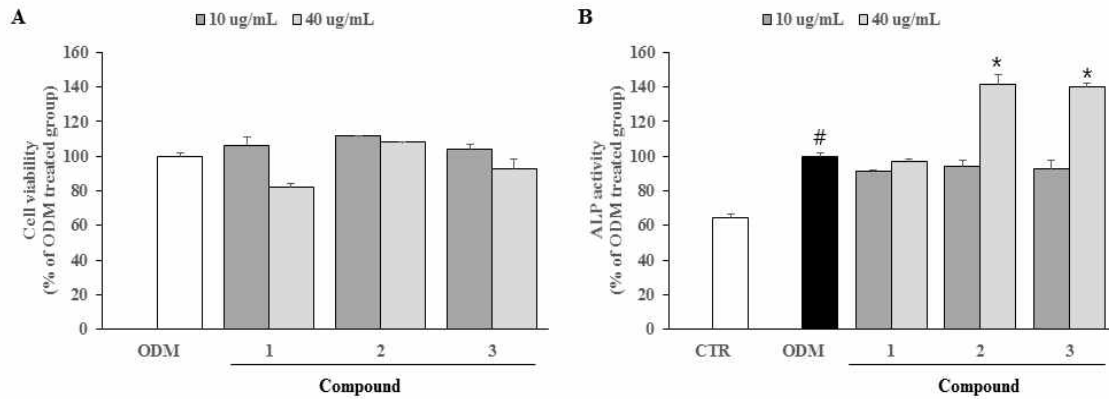 A
10 ug/mL 40 ug/mL
Cell viability
(% of ODM treated group)
160
140
120
100
80
60
40
20
0
ODM 1 2 3
Compound
B
10 ug/mL 40 ug/mL
ALP activity
(% of ODM treated group)
160
140
120
100
80
60
40
20
0
# * *
CTR ODM 1 2 3
Compound